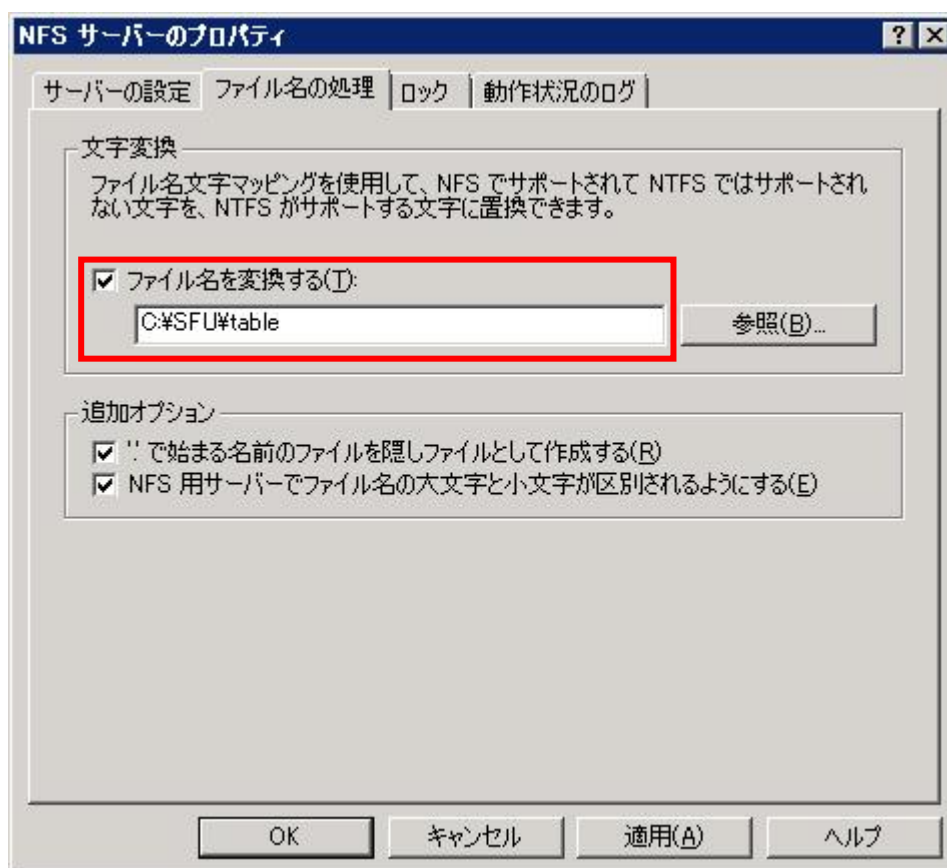 NFS サーバーのプロパティ
サーバーの設定 ファイル名の処理 ロック 動作状況のログ
文字変換
ファイル名文字マッピングを使用して、NFS でサポートされて NTFS ではサポートされ
ない文字を、NTFS がサポートする文字に置換できます。
ファイル名を変換する(T):
C:¥SFU¥table
参照(B)...
追加オプション
'.' で始まる名前のファイルを隠しファイルとして作成する(R)
NFS 用サーバーでファイル名の大文字と小文字が区別されるようにする(E)
OK キャンセル 適用(A) ヘルプ